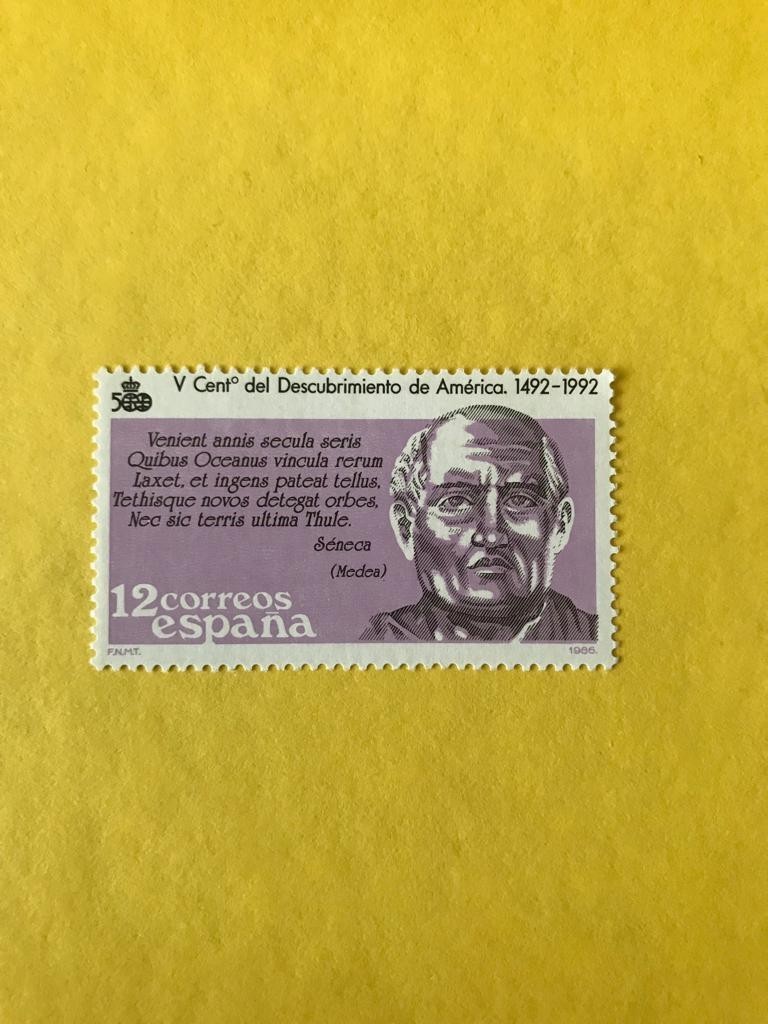 500
V Centº del Descubrimiento de América. 1492-1992
Venient annis secula seris
Quibus Oceanus vincula rerum
Laxet, et ingens pateat tellus,
Tethisque novos detegat orbes,
Nec sic terris ultima Thule.
Séneca
(Medea)
12 correos
españa
F.N.M.T.
1986.